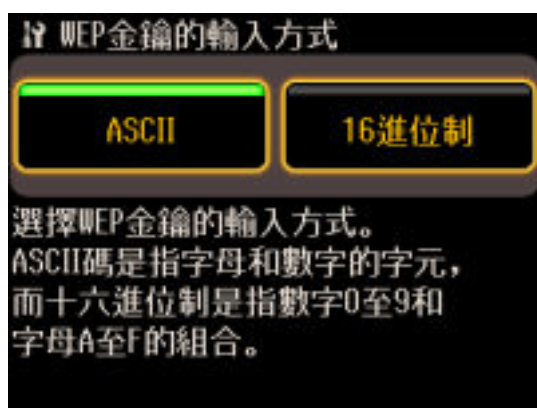 WEP金鑰的輸入方式
ASCII
16進位制
選擇WEP金鑰的輸入方式。
ASCII碼是指字母和數字的字元，
而十六進位制是指數字0至9和
字母A至F的組合。